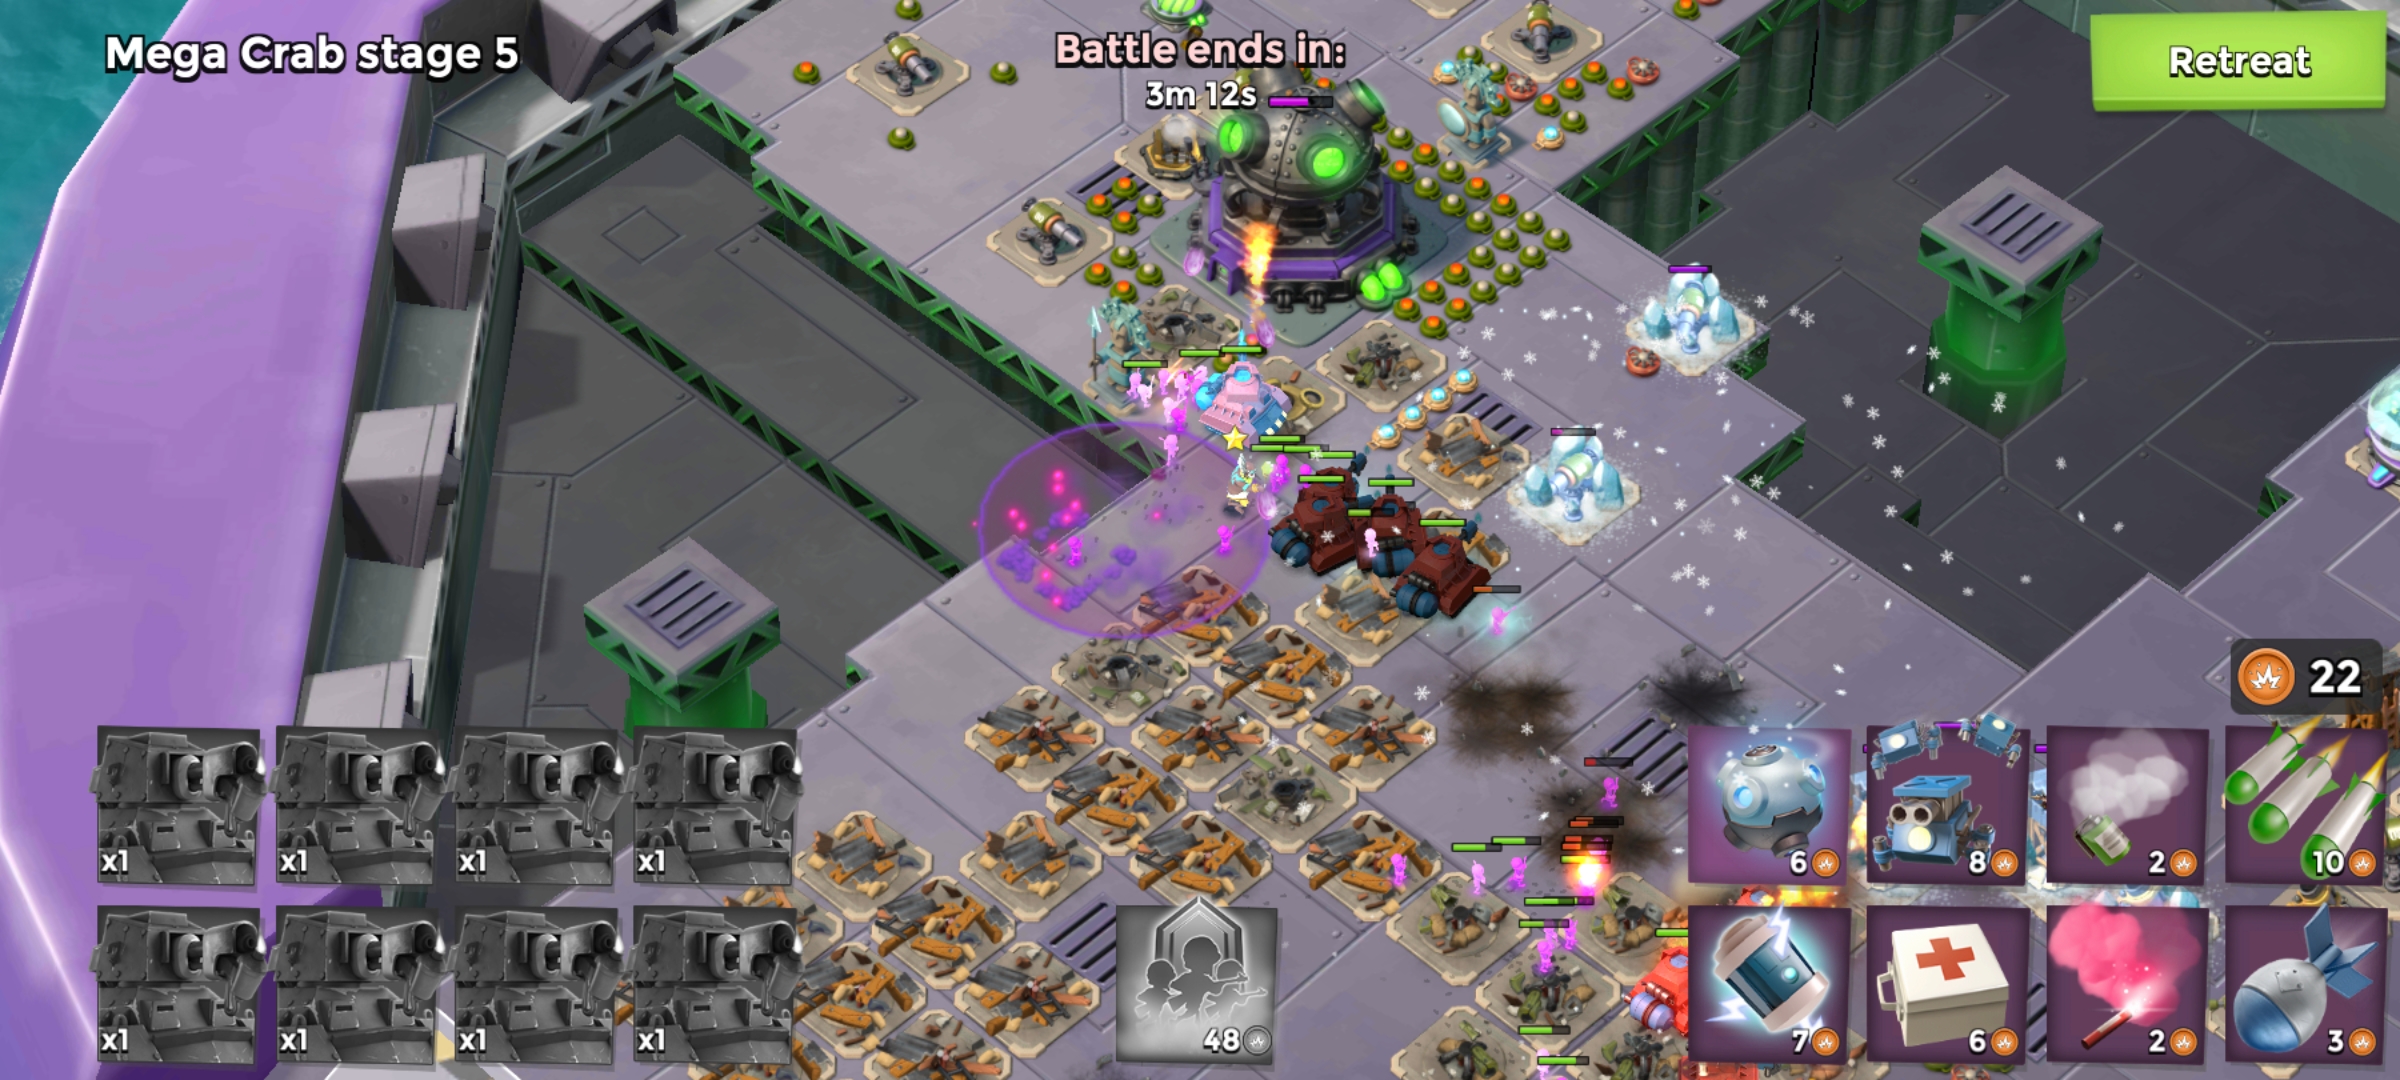 Mega Crab stage 5
Battle ends in:
3m 12s
Retreat
22
6
8
2
10
x1
x1
x1
x1
7
6
2
3
x1
x1
x1
x1
48